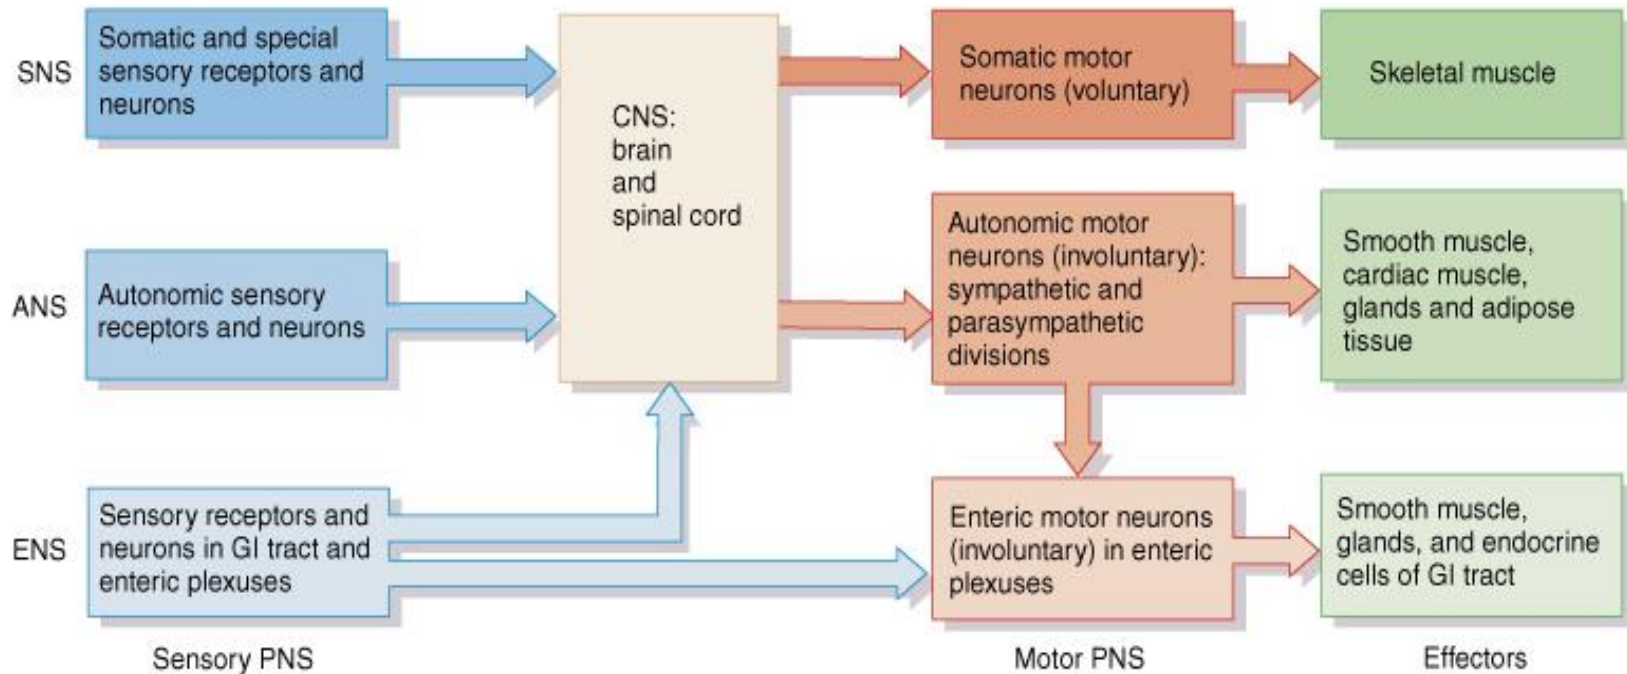 SNS
Somatic and special
sensory receptors and
neurons
CNS:
brain
and
spinal cord
Somatic motor
neurons (voluntary)
Skeletal muscle
ANS
Autonomic sensory
receptors and neurons
Autonomic motor
neurons (involuntary):
sympathetic and
parasympathetic
divisions
Smooth muscle,
cardiac muscle,
glands and adipose
tissue
ENS
Sensory receptors and
neurons in GI tract and
enteric plexuses
Enteric motor neurons
(involuntary) in enteric
plexuses
Smooth muscle,
glands, and endocrine
cells of GI tract
Sensory PNS
Motor PNS
Effectors